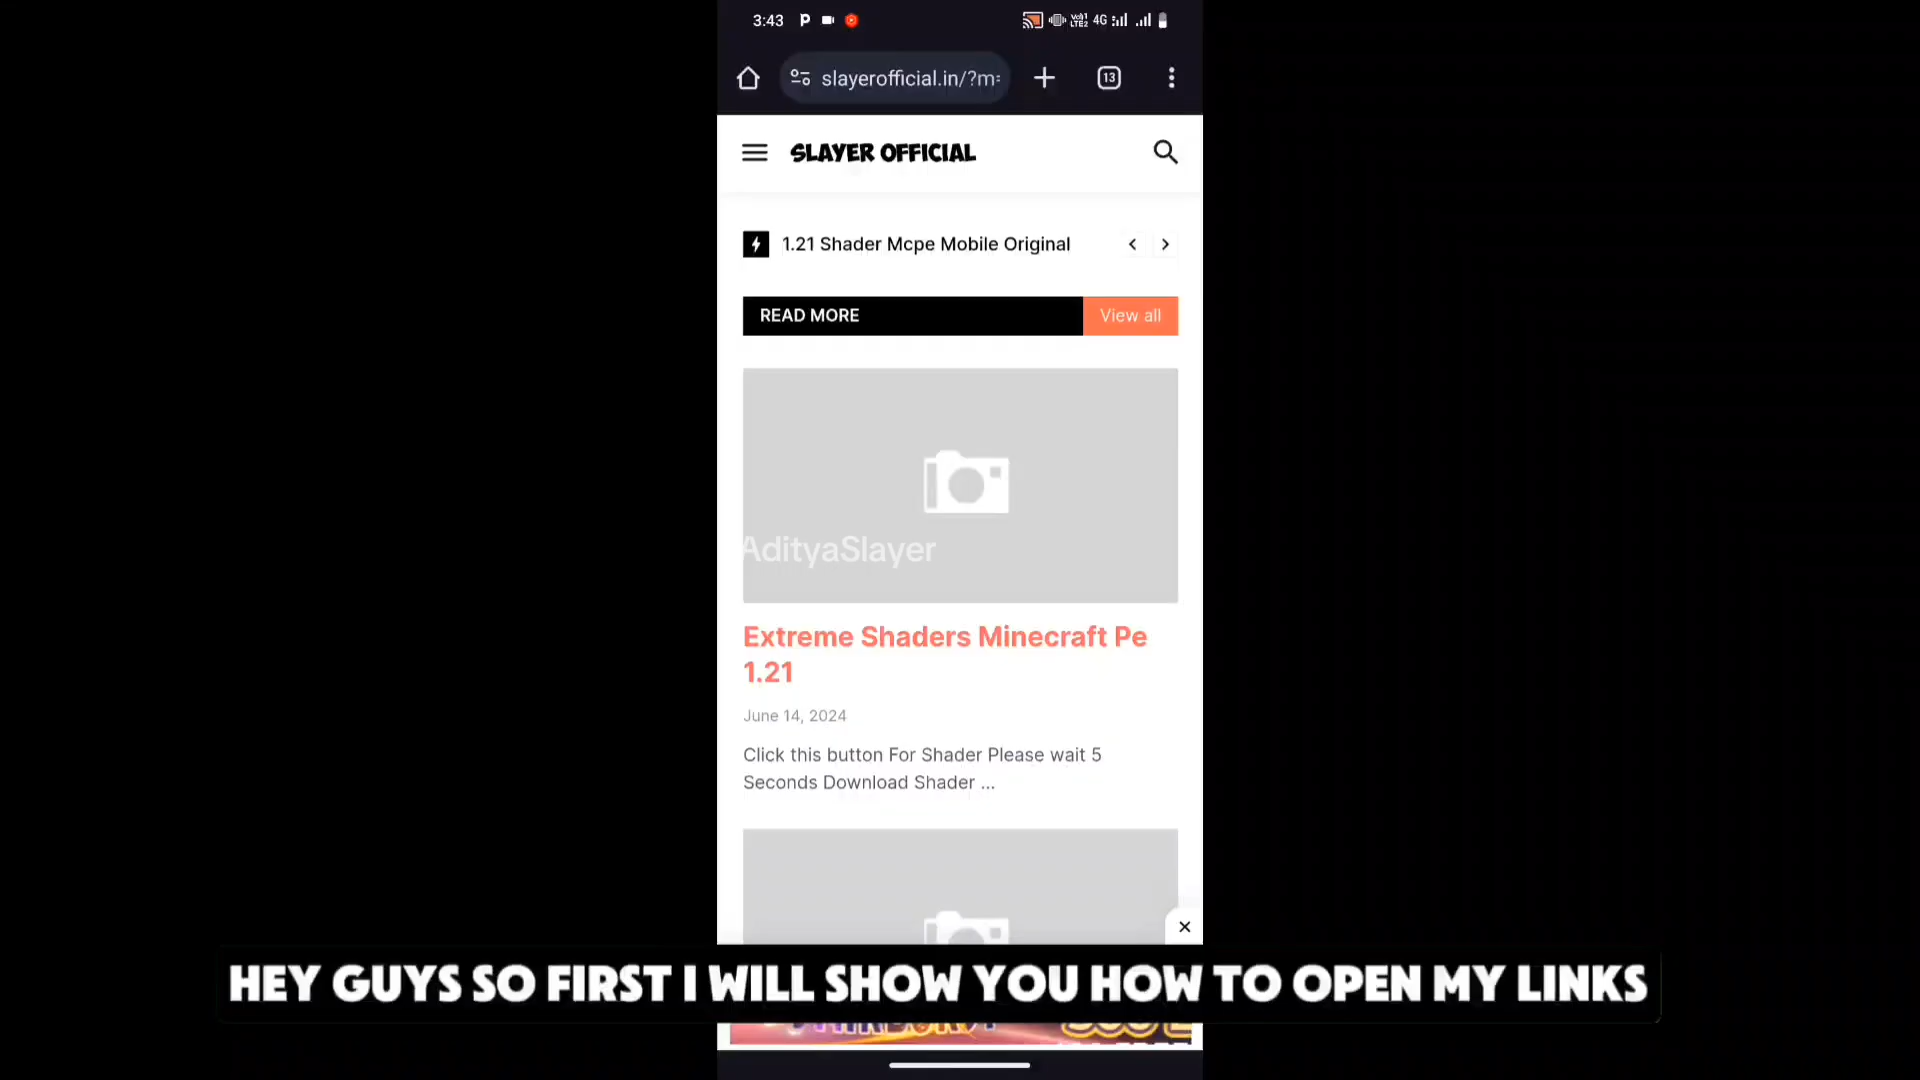 3:43
4G
slayerofficial.in/?m=
13
SLAYER OFFICIAL
1.21 Shader Mcpe Mobile Original
READ MORE
View all
AdityaSlayer
Extreme Shaders Minecraft Pe
1.21
June 14, 2024
Click this button For Shader Please wait 5
Seconds Download Shader ...
HEY GUYS SO FIRST I WILL SHOW YOU HOW TO OPEN MY LINKS